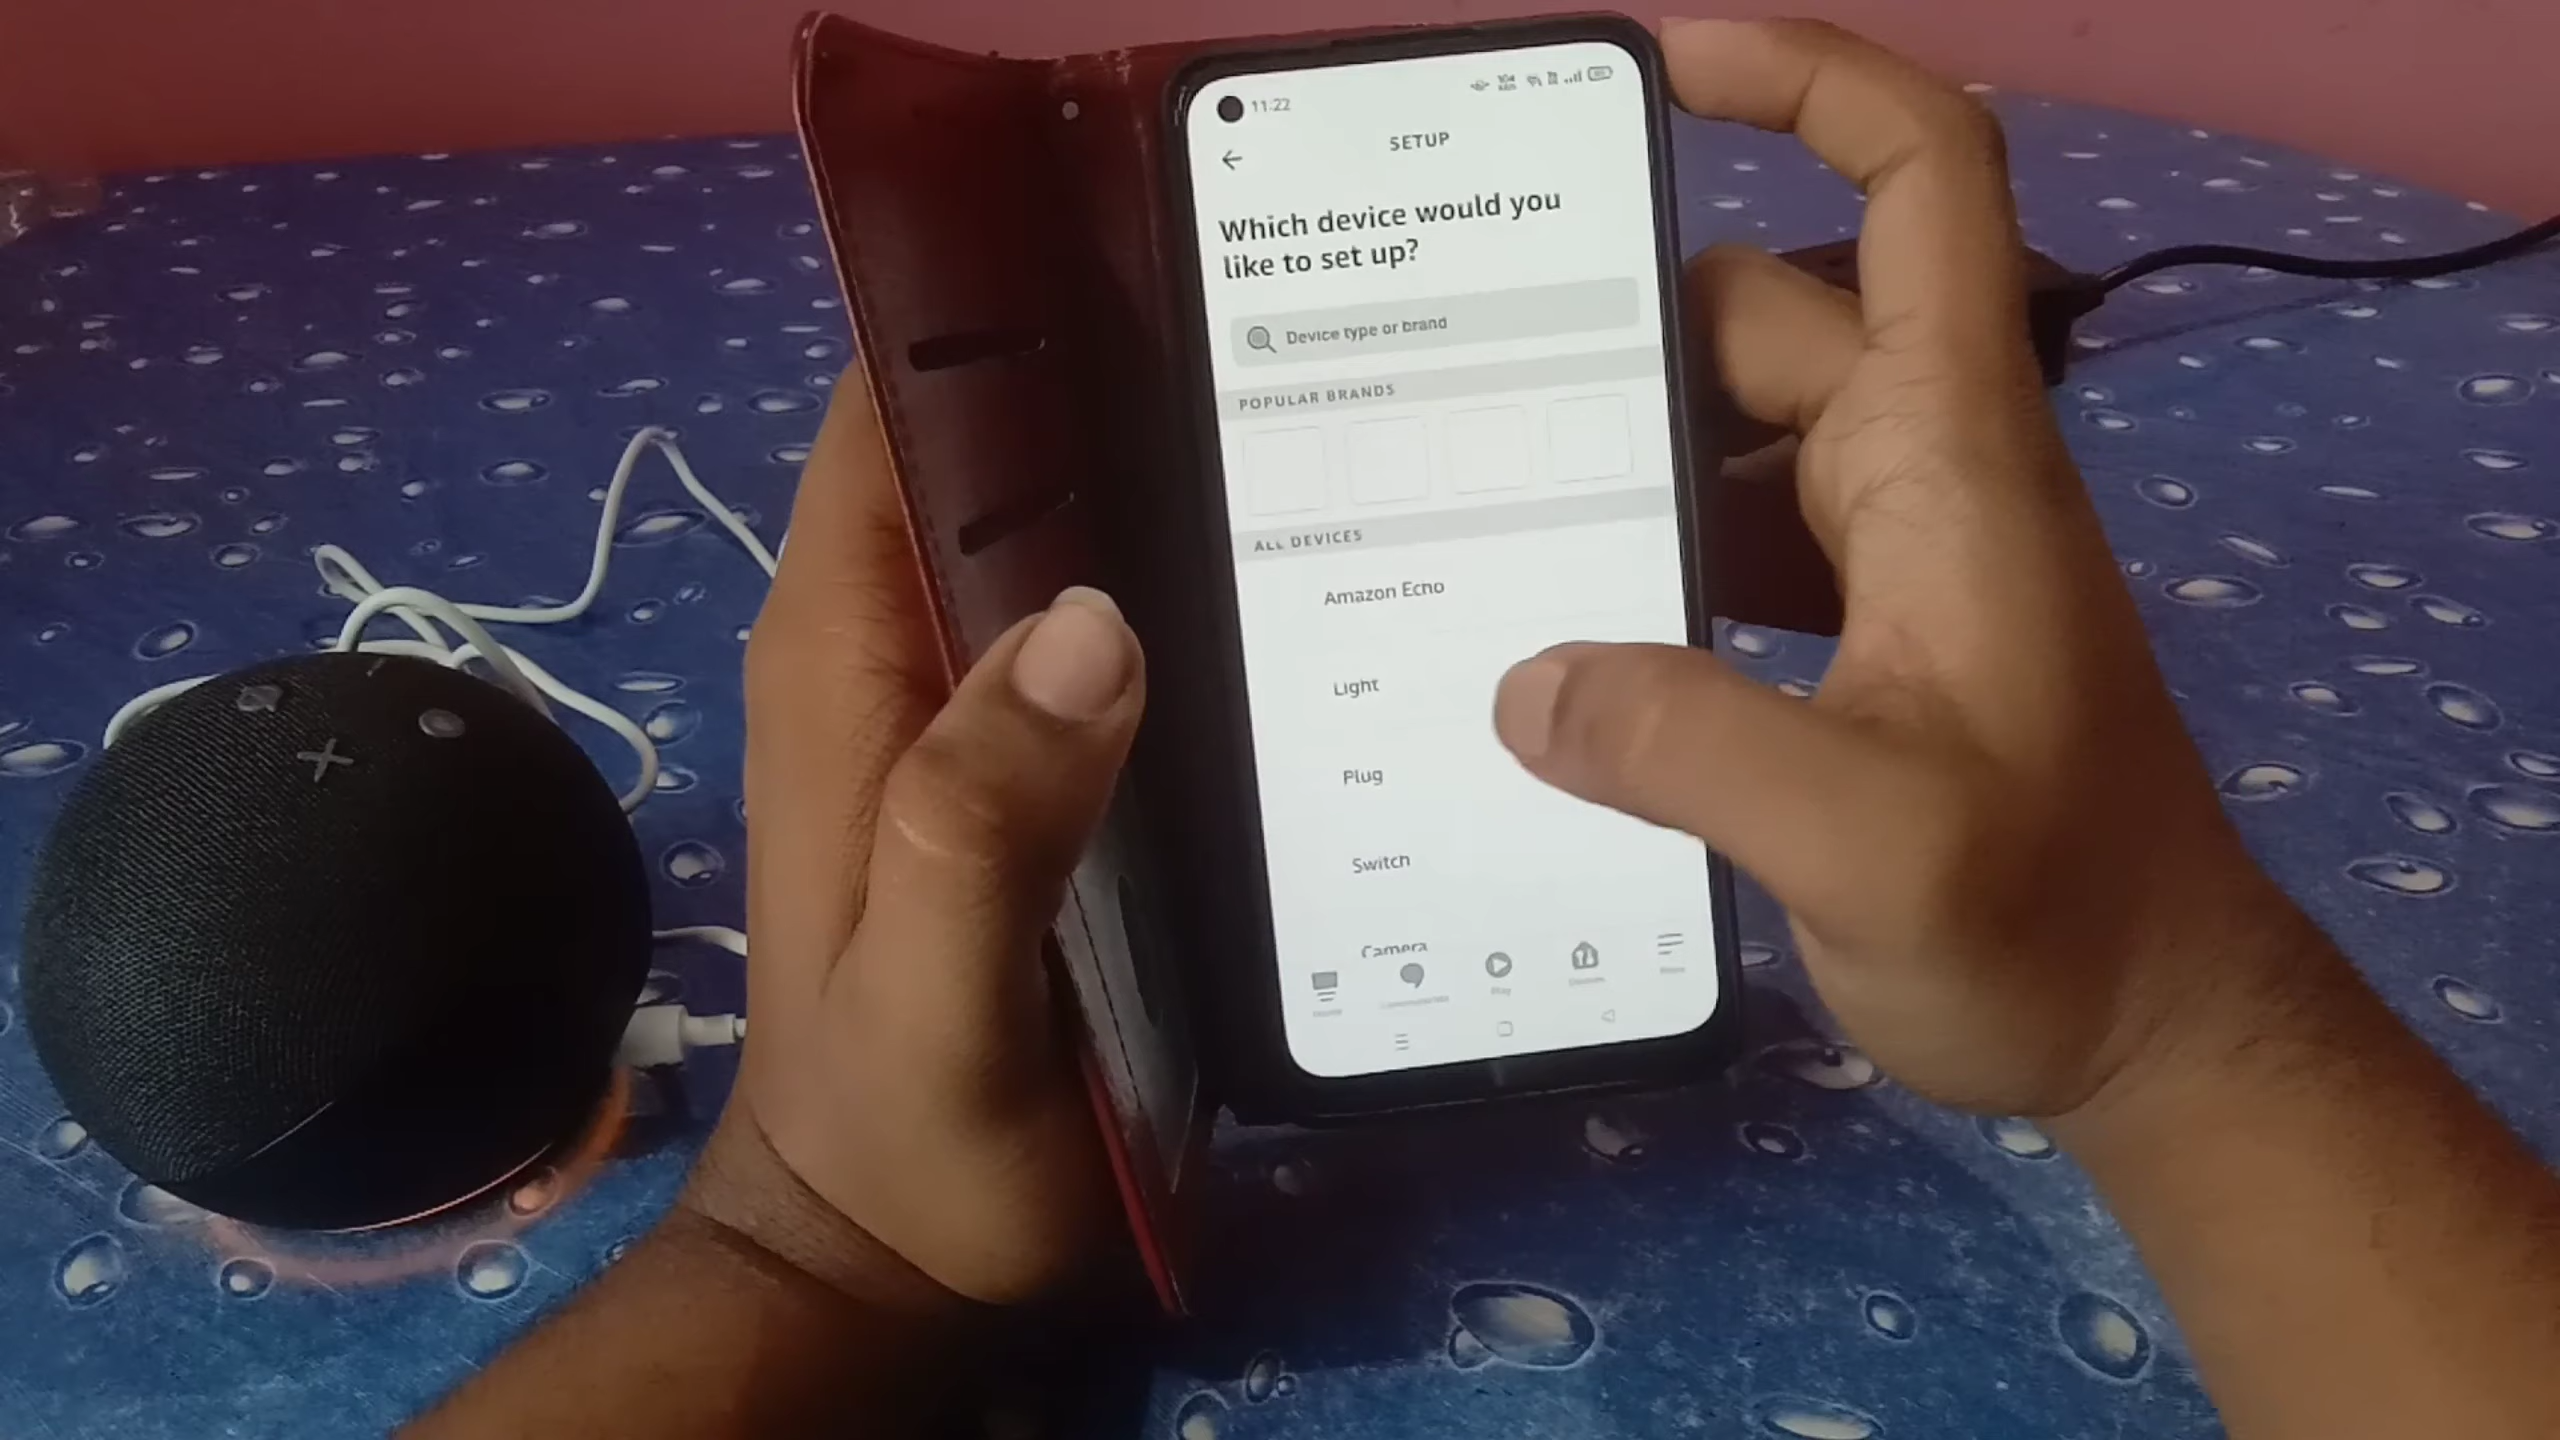 11:22
SETUP
Which device would you
like to set up?
Device type or brand
POPULAR BRANDS
ALL DEVICES
Amazon Echo
Light
Plug
Switch
Camera
Play